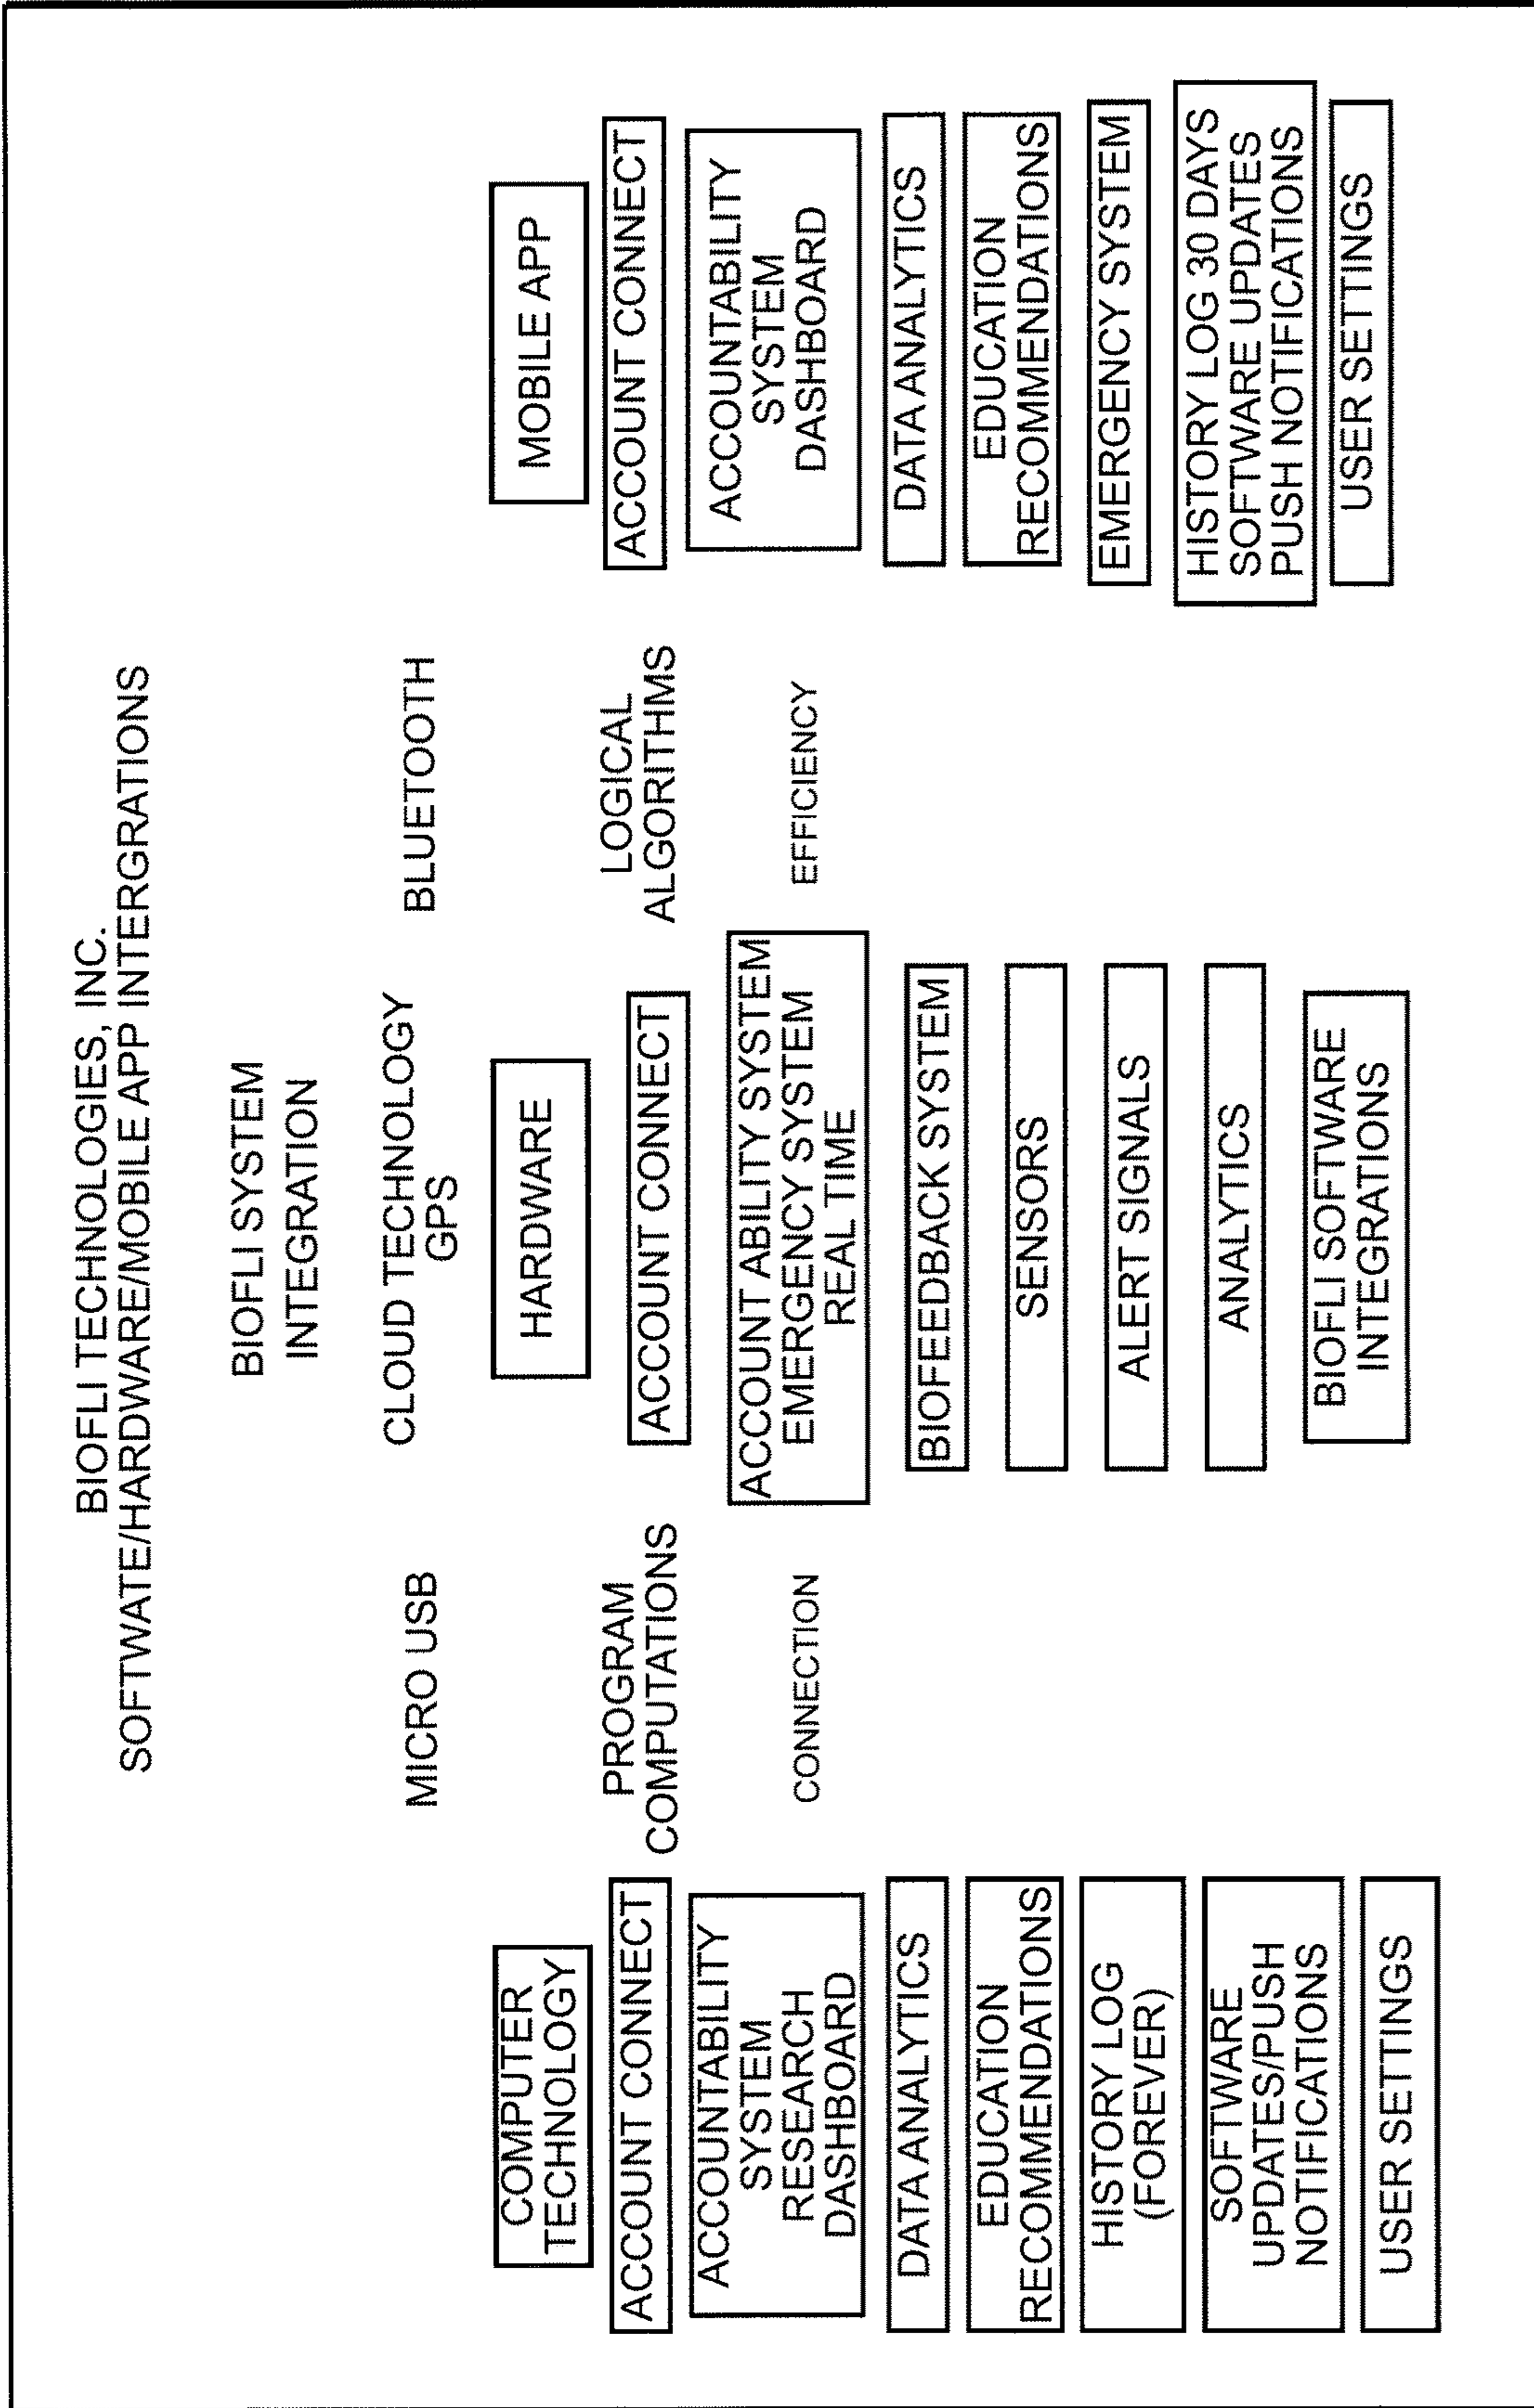 BIOFLI TECHNOLOGIES, INC.
SOFTWATE/HARDWARE/MOBILE APP INTERGRATIONS
BIOFLI SYSTEM
INTEGRATION
MICRO USB
CLOUD TECHNOLOGY
GPS
BLUETOOTH
COMPUTER
TECHNOLOGY
ACCOUNT CONNECT
ACCOUNTABILITY
SYSTEM
RESEARCH
DASHBOARD
DATA ANALYTICS
EDUCATION
RECOMMENDATIONS
HISTORY LOG
(FOREVER)
SOFTWARE
UPDATES/PUSH
NOTIFICATIONS
USER SETTINGS
PROGRAM
COMPUTATIONS
CONNECTION
HARDWARE
ACCOUNT CONNECT
ACCOUNT ABILITY SYSTEM
EMERGENCY SYSTEM
REAL TIME
BIOFEEDBACK SYSTEM
SENSORS
ALERT SIGNALS
ANALYTICS
BIOFLI SOFTWARE
INTEGRATIONS
LOGICAL
ALGORITHMS
EFFICIENCY
MOBILE APP
ACCOUNT CONNECT
ACCOUNTABILITY
SYSTEM
DASHBOARD
DATA ANALYTICS
EDUCATION
RECOMMENDATIONS
EMERGENCY SYSTEM
HISTORY LOG 30 DAYS
SOFTWARE UPDATES
PUSH NOTIFICATIONS
USER SETTINGS